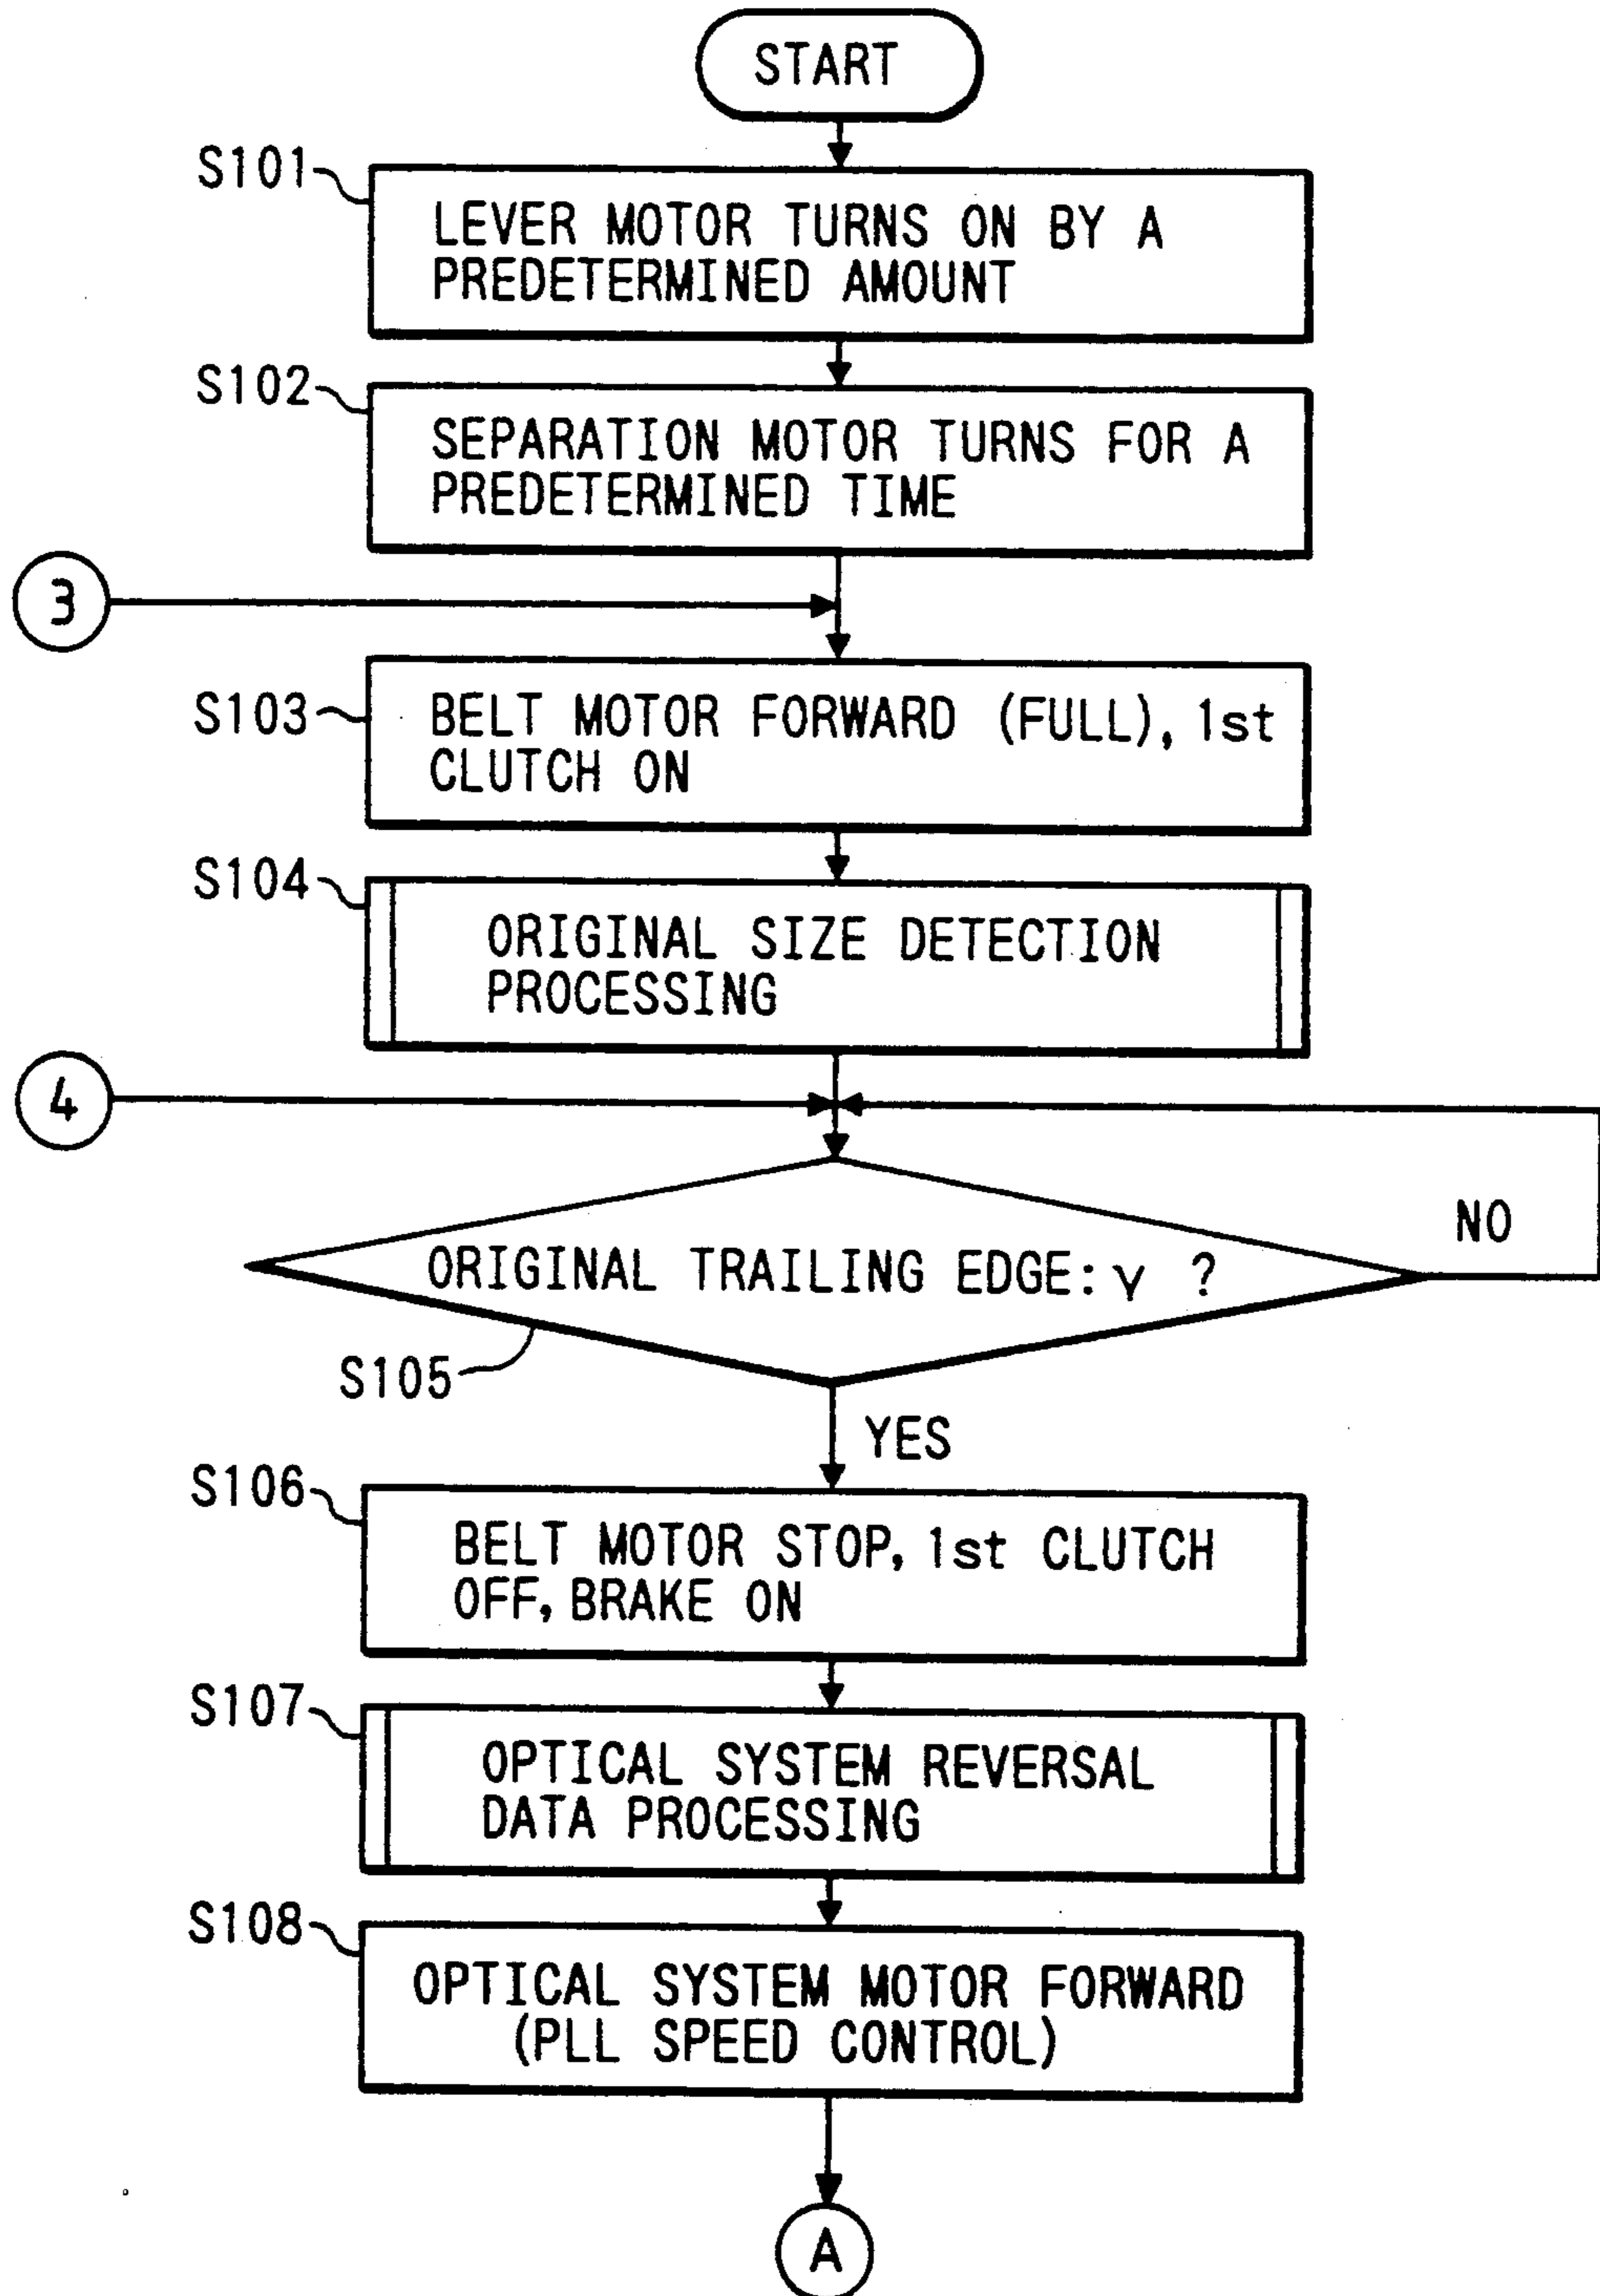 START
S101
LEVER MOTOR TURNS ON BY A
PREDETERMINED AMOUNT
S102
SEPARATION MOTOR TURNS FOR A
PREDETERMINED TIME
3
S103
BELT MOTOR FORWARD (FULL), 1st
CLUTCH ON
S104
ORIGINAL SIZE DETECTION
PROCESSING
4
ORIGINAL TRAILING EDGE: γ ?
NO
S105
YES
S106
BELT MOTOR STOP, 1st CLUTCH
OFF, BRAKE ON
S107
OPTICAL SYSTEM REVERSAL
DATA PROCESSING
S108
OPTICAL SYSTEM MOTOR FORWARD
(PLL SPEED CONTROL)
A